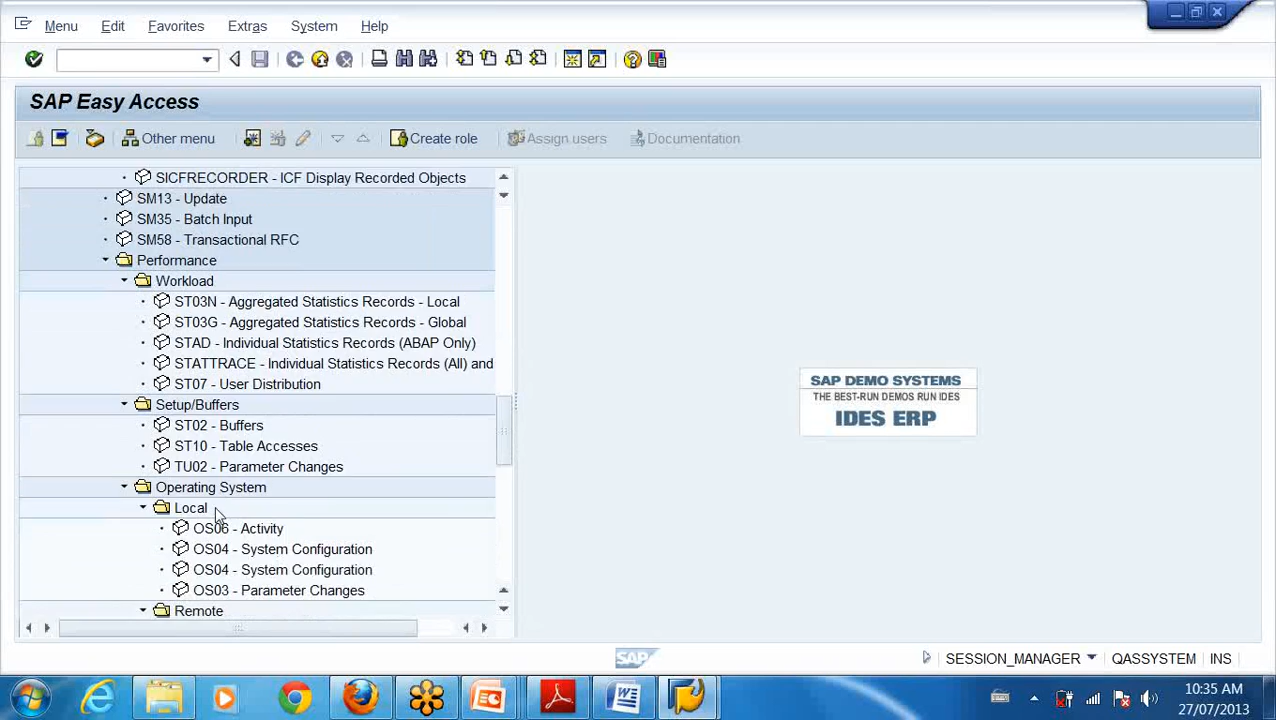 Menu Edit Favorites Extras System Help
SAP Easy Access
Other menu Create role Assign users Documentation
SICFRECORDER - ICF Display Recorded Objects
SM13 - Update
SM35 - Batch Input
SM58 - Transactional RFC
Performance
Workload
ST03N - Aggregated Statistics Records - Local
ST03G - Aggregated Statistics Records - Global
STAD - Individual Statistics Records (ABAP Only)
STATTRACE - Individual Statistics Records (All) and
ST07 - User Distribution
Setup/Buffers
ST02 - Buffers
ST10 - Table Accesses
TU02 - Parameter Changes
Operating System
Local
OS06 - Activity
OS04 - System Configuration
OS04 - System Configuration
OS03 - Parameter Changes
Remote
SAP DEMO SYSTEMS
THE BEST-RUN DEMOS RUN IDES
IDES ERP
SAP
SESSION_MANAGER QASSYSTEM INS
10:35 AM
27/07/2013